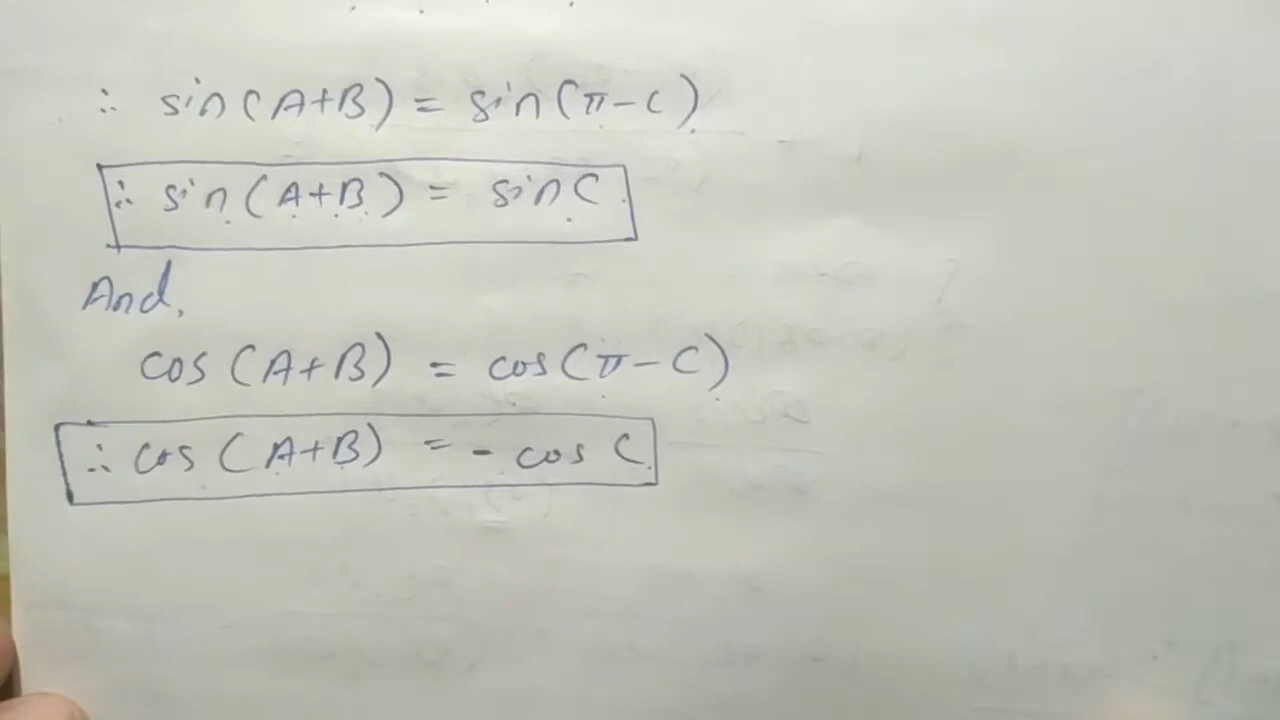 ∴ sin(A+B) = sin(π-C)
∴ sin(A+B) = sin C
And,
cos(A+B) = cos(π-C)
∴ cos(A+B) = - cos C